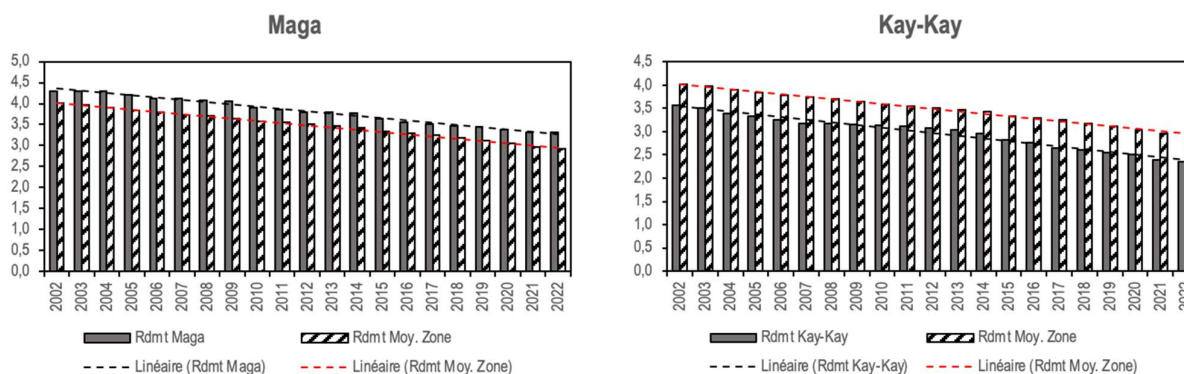 Maga
5,0
4,5
4,0
3,5
3,0
2,5
2,0
1,5
1,0
0,5
0,0
2002 2003 2004 2005 2006 2007 2008 2009 2010 2011 2012 2013 2014 2015 2016 2017 2018 2019 2020 2021 2022
Rdmt Maga Rdmt Moy. Zone
Linéaire (Rdmt Maga) Linéaire (Rdmt Moy. Zone)
Kay-Kay
4,5
4,0
3,5
3,0
2,5
2,0
1,5
1,0
0,5
0,0
2002 2003 2004 2005 2006 2007 2008 2009 2010 2011 2012 2013 2014 2015 2016 2017 2018 2019 2020 2021 2022
Rdmt Kay-Kay Rdmt Moy. Zone
Linéaire (Rdmt Kay-Kay) Linéaire (Rdmt Moy. Zone)